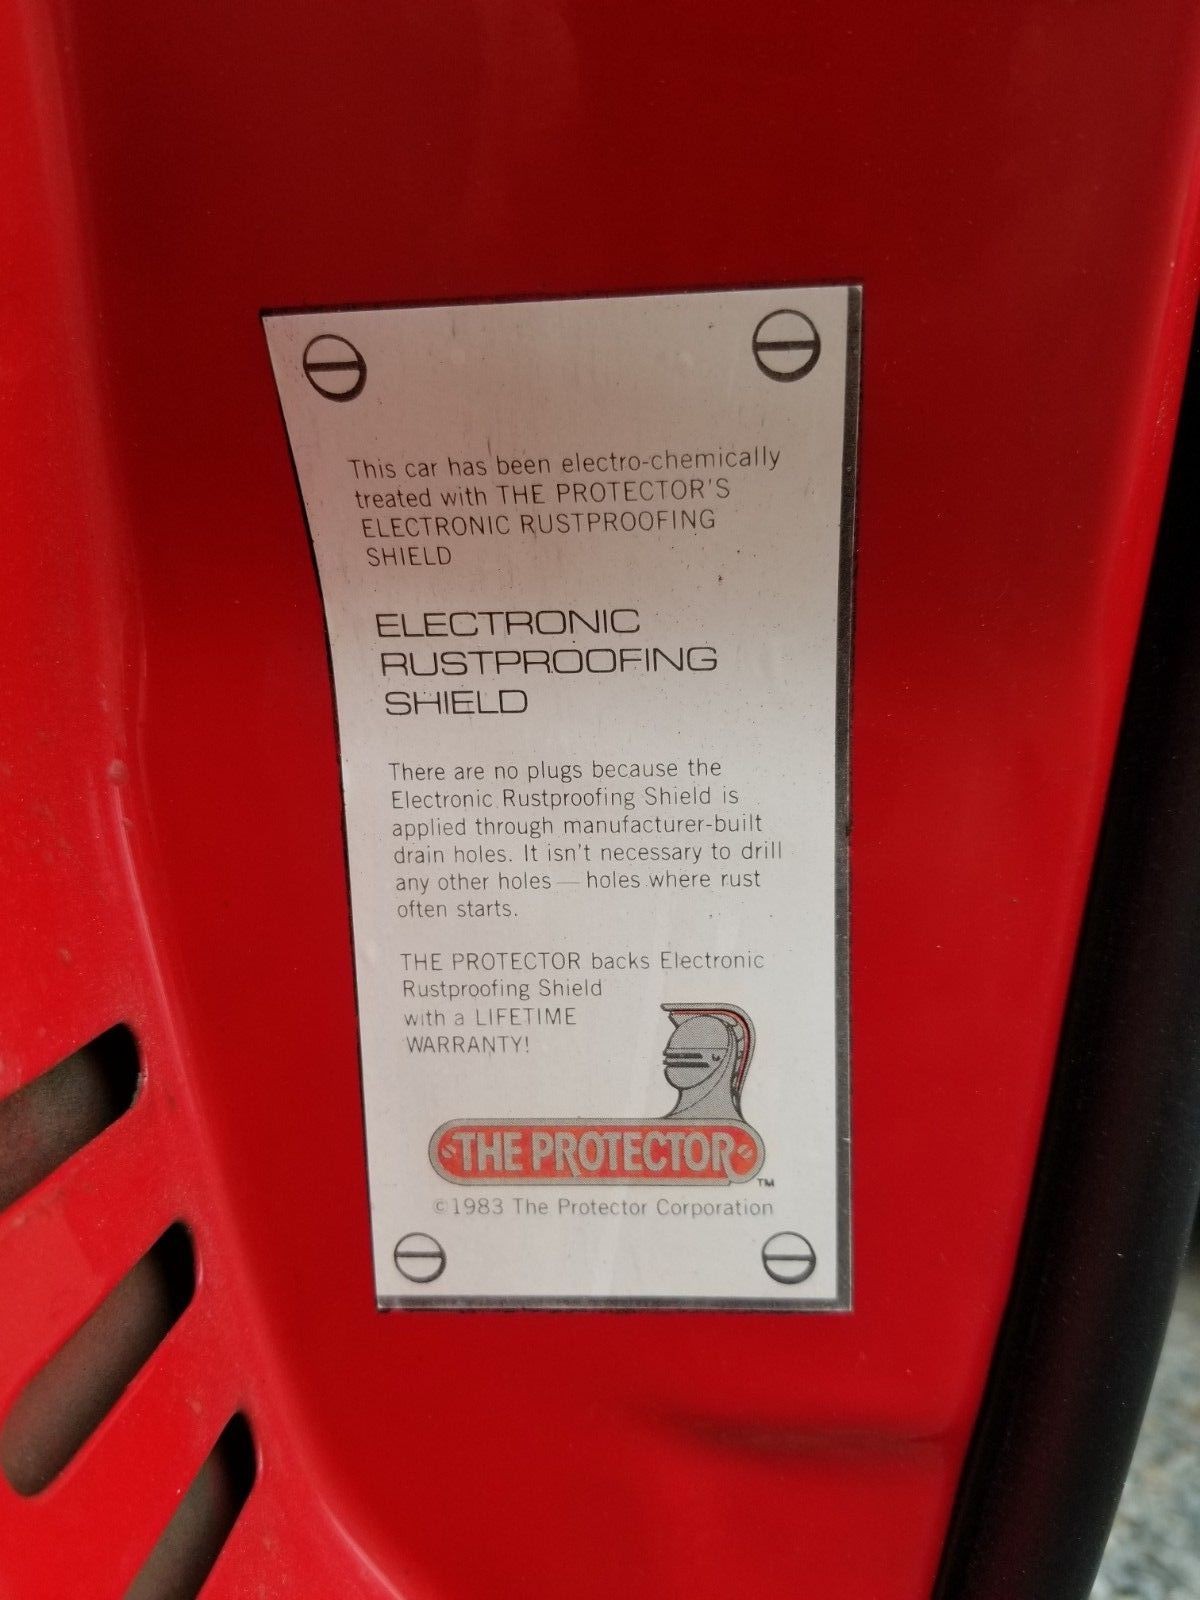 This car has been electro-chemically
treated with THE PROTECTOR'S
ELECTRONIC RUSTPROOFING
SHIELD
ELECTRONIC
RUSTPROOFING
SHIELD
There are no plugs because the
Electronic Rustproofing Shield is
applied through manufacturer-built
drain holes. It isn't necessary to drill
any other holes — holes where rust
often starts.
THE PROTECTOR backs Electronic
Rustproofing Shield
with a LIFETIME
WARRANTY!
THE PROTECTOR
TM
©1983 The Protector Corporation